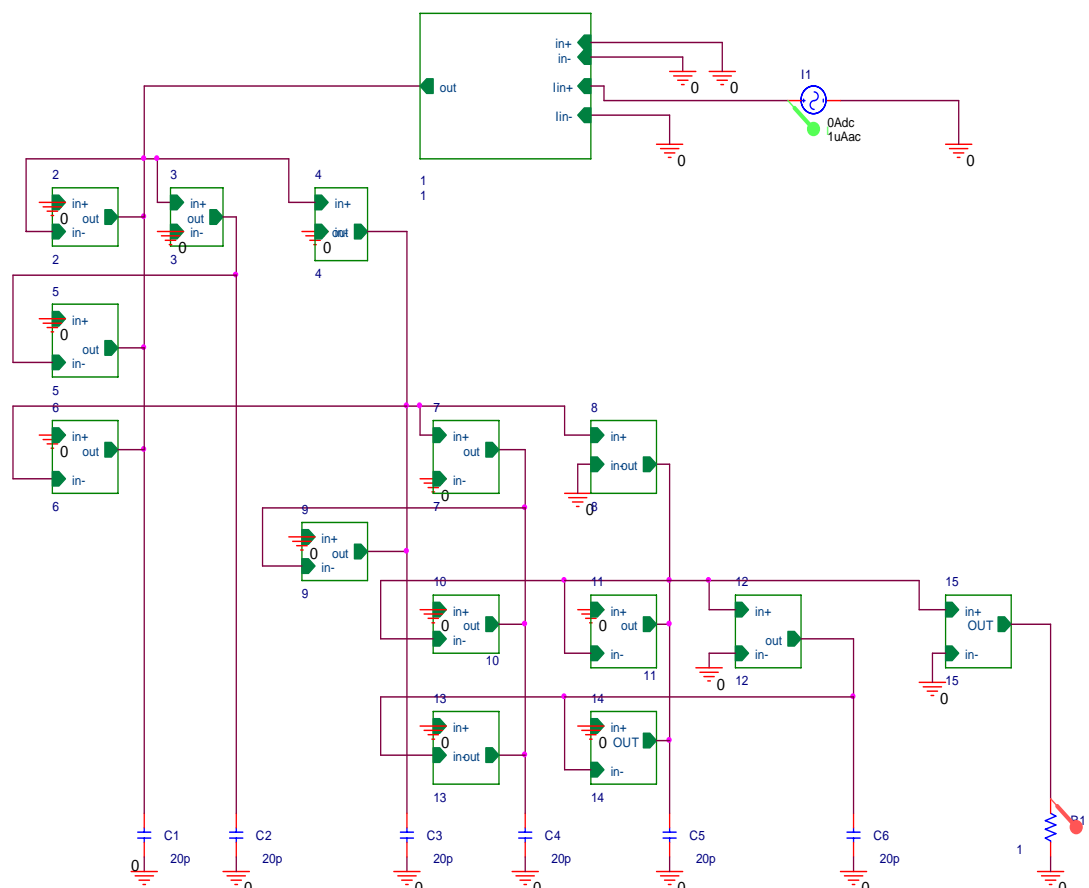 in+
in-
out
Iin+
Iin-
0
0
0
I1
0Adc
1uAac
0
1
1
2
in+
0
out
in-
2
3
in+
out
in-
0
3
4
in+
in-
out
0
4
5
in+
0
out
in-
5
6
in+
0
out
in-
6
7
in+
out
in-
0
7
8
in+
in-
out
0
8
9
in+
0
out
in-
9
10
in+
0
out
in-
10
11
in+
0
out
in-
11
12
in+
out
in-
0
12
15
in+
OUT
in-
0
15
13
in+
0
in-
out
13
14
in+
0
OUT
in-
14
C1
20p
0
C2
20p
0
C3
20p
0
C4
20p
0
C5
20p
0
C6
20p
0
R1
1
0